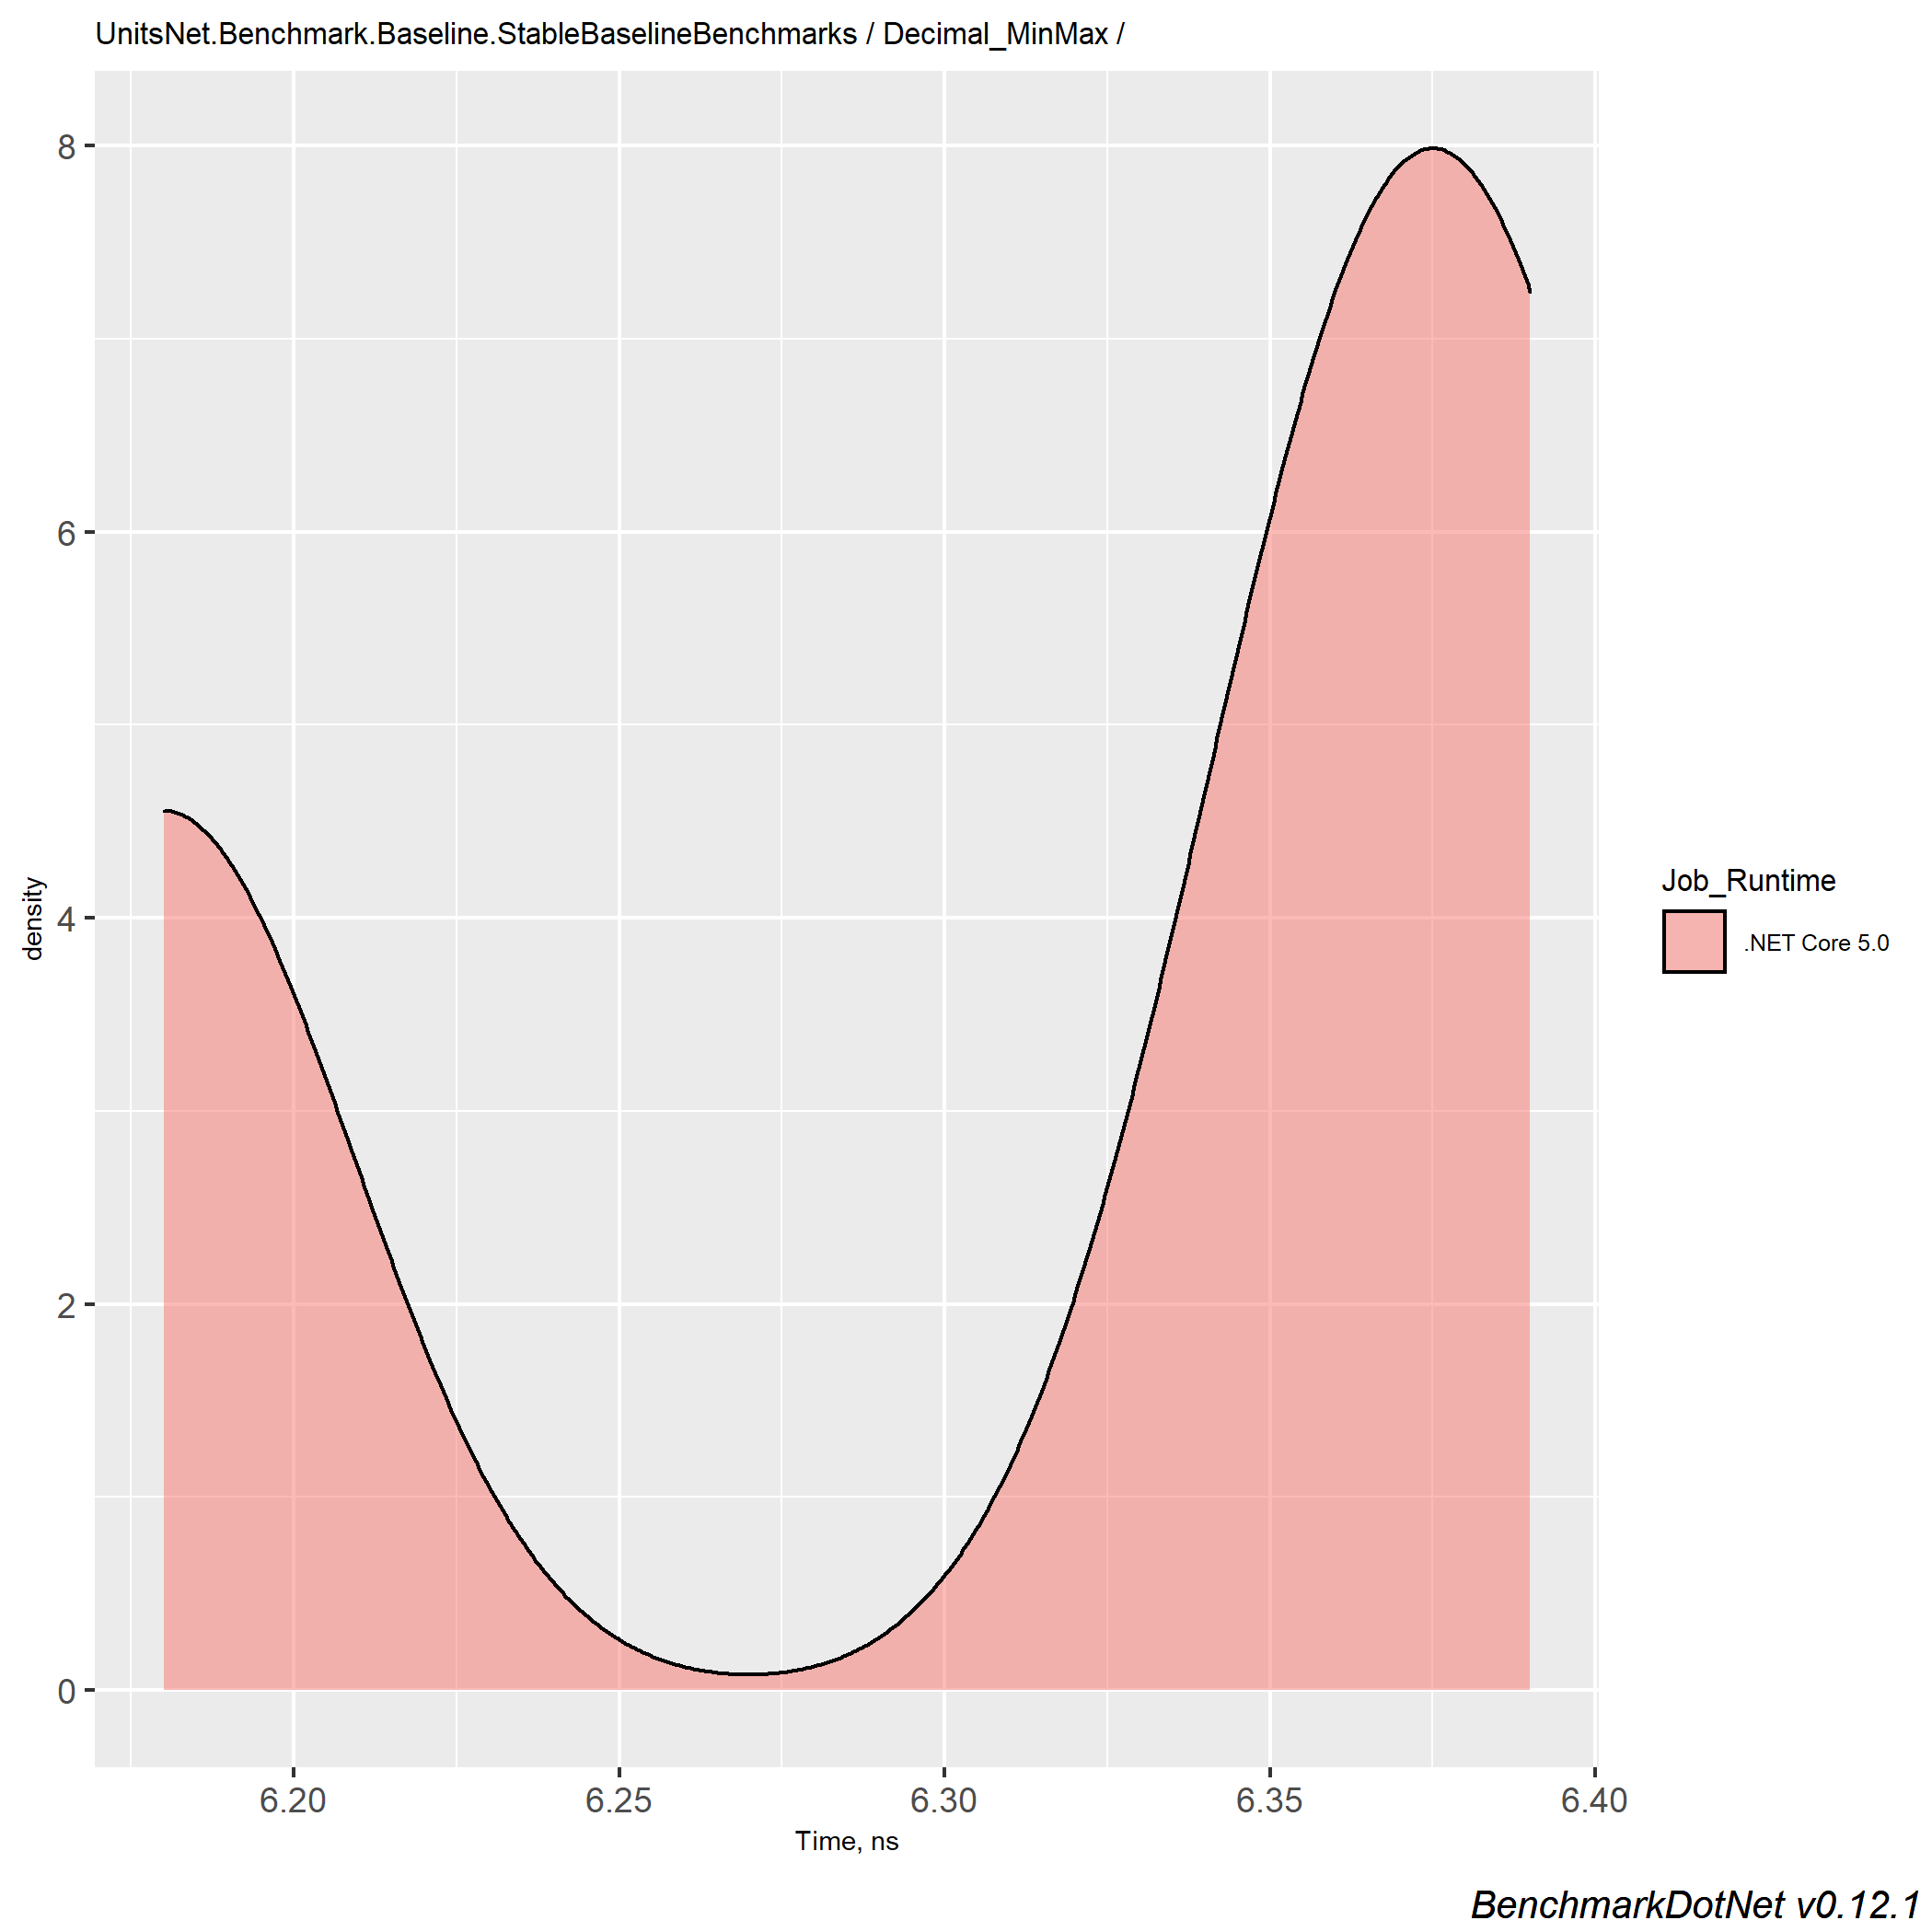 UnitsNet.Benchmark.Baseline.StableBaselineBenchmarks / Decimal_MinMax /
8
6
4
2
0
density
6.20 6.25 6.30 6.35 6.40
Time, ns
Job_Runtime
.NET Core 5.0
BenchmarkDotNet v0.12.1